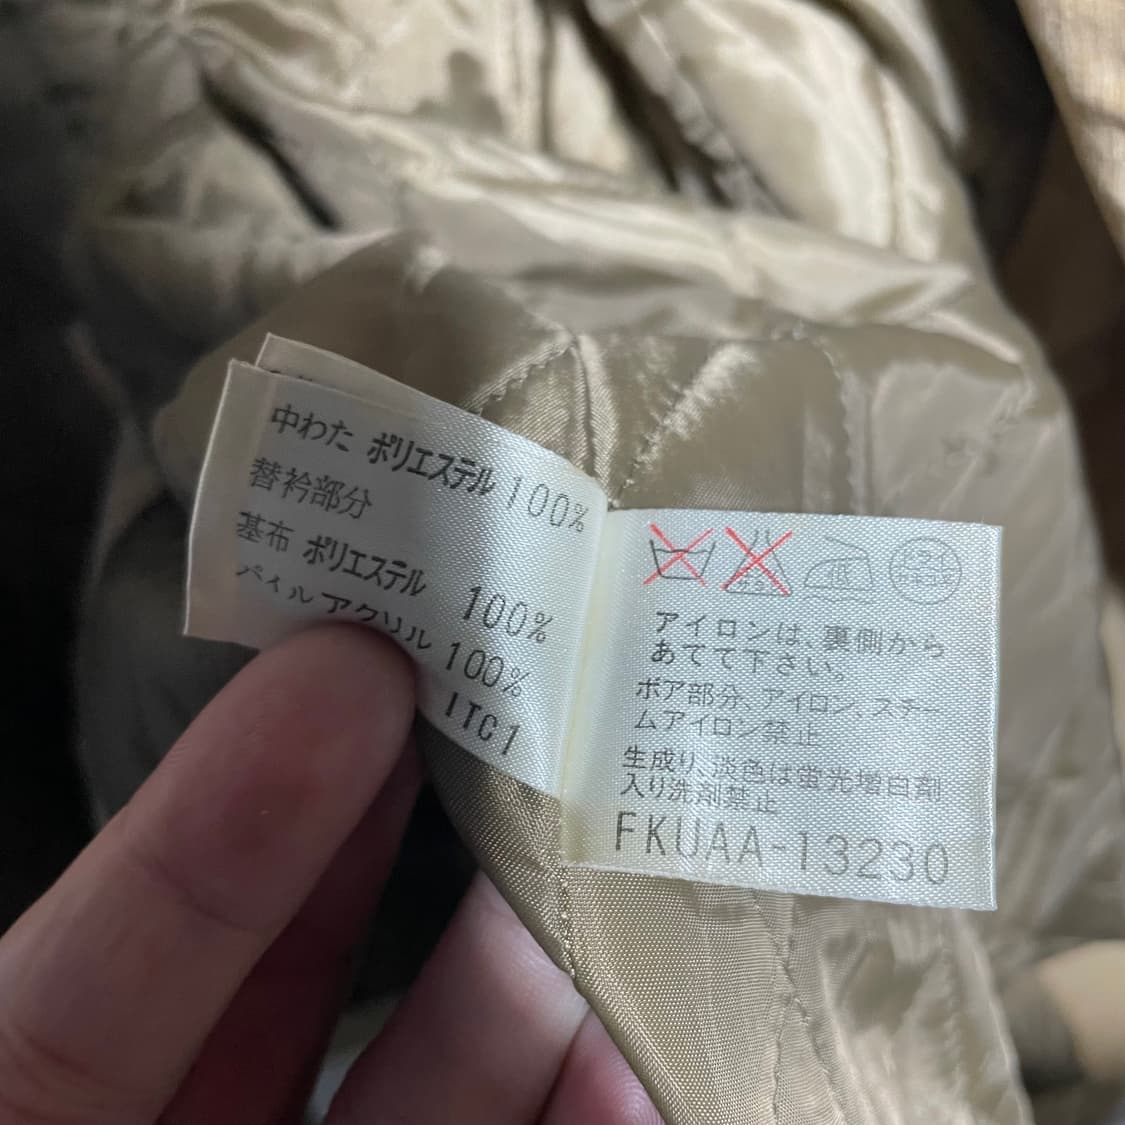 中わた ポリエステル 100%
替衿部分
基布 ポリエステル 100%
パイル アクリル 100%
ITC1
ドライ
アイロンは、裏側から
あてて下さい。
ボア部分、アイロン、スチー
ムアイロン禁止
生成り、淡色は蛍光増白剤
入り洗剤禁止
FKUAA-13230